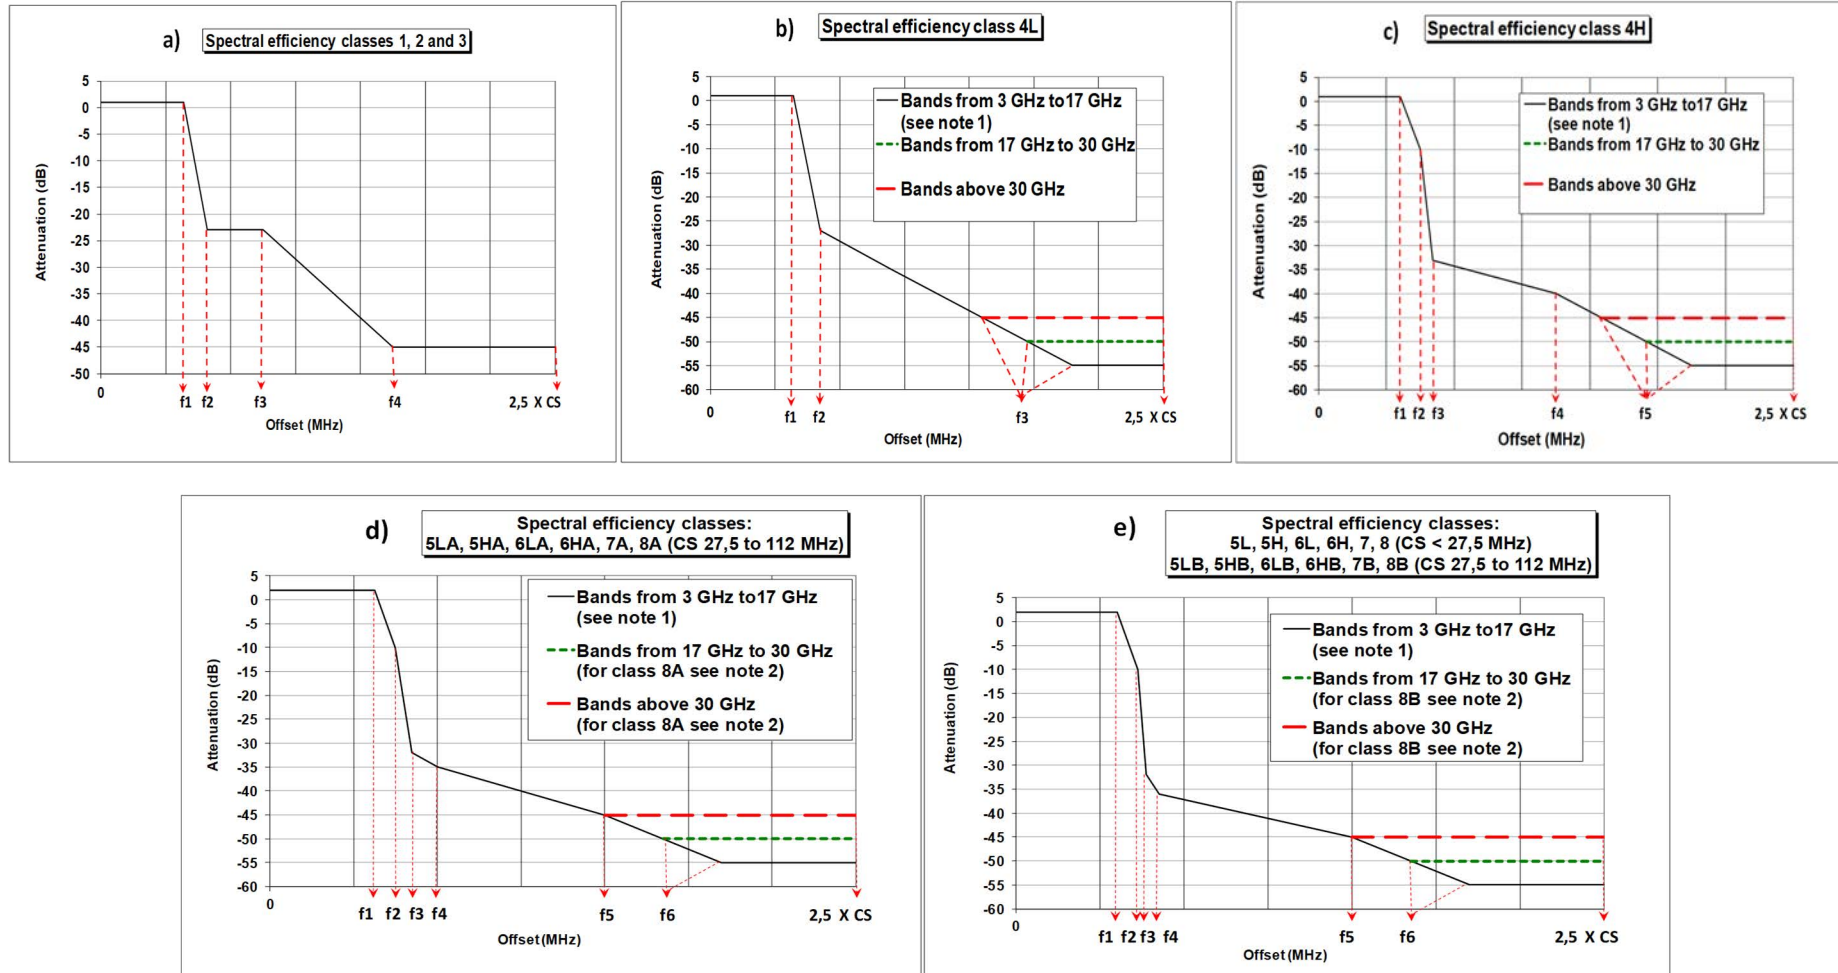 a)
Spectral efficiency classes 1, 2 and 3
Attenuation (dB)
5
0
-5
-10
-15
-20
-25
-30
-35
-40
-45
-50
0
f1
f2
f3
f4
2,5 X CS
Offset (MHz)
b)
Spectral efficiency class 4L
Attenuation (dB)
5
0
-5
-10
-15
-20
-25
-30
-35
-40
-45
-50
-55
-60
Bands from 3 GHz to17 GHz
(see note 1)
Bands from 17 GHz to 30 GHz
Bands above 30 GHz
0
f1
f2
f3
2,5 X CS
Offset (MHz)
c)
Spectral efficiency class 4H
Attenuation (dB)
5
0
-5
-10
-15
-20
-25
-30
-35
-40
-45
-50
-55
-60
Bands from 3 GHz to17 GHz
(see note 1)
Bands from 17 GHz to 30 GHz
Bands above 30 GHz
0
f1
f2
f3
f4
f5
2,5 X CS
Offset (MHz)
d)
Spectral efficiency classes:
5LA, 5HA, 6LA, 6HA, 7A, 8A (CS 27,5 to 112 MHz)
Attenuation (dB)
5
0
-5
-10
-15
-20
-25
-30
-35
-40
-45
-50
-55
-60
Bands from 3 GHz to17 GHz
(see note 1)
Bands from 17 GHz to 30 GHz
(for class 8A see note 2)
Bands above 30 GHz
(for class 8A see note 2)
0
f1
f2
f3
f4
f5
f6
2,5 X CS
Offset (MHz)
e)
Spectral efficiency classes:
5L, 5H, 6L, 6H, 7, 8 (CS < 27,5 MHz)
5LB, 5HB, 6LB, 6HB, 7B, 8B (CS 27,5 to 112 MHz)
Attenuation (dB)
5
0
-5
-10
-15
-20
-25
-30
-35
-40
-45
-50
-55
-60
Bands from 3 GHz to17 GHz
(see note 1)
Bands from 17 GHz to 30 GHz
(for class 8B see note 2)
Bands above 30 GHz
(for class 8B see note 2)
0
f1
f2
f3
f4
f5
f6
2,5 X CS
Offset (MHz)